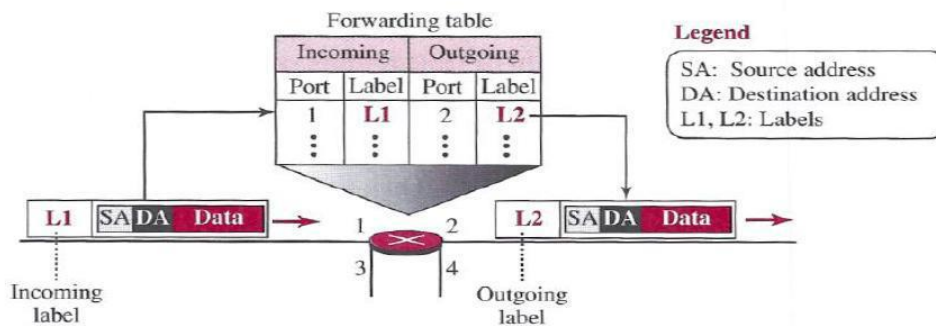 Forwarding table
Incoming Outgoing
Port Label Port Label
1 L1 2 L2
Legend
SA: Source address
DA: Destination address
L1, L2: Labels
L1 SA DA Data
1 2
3 4
L2 SA DA Data
Incoming
label
Outgoing
label